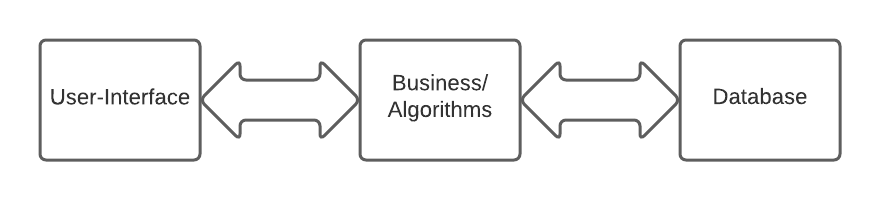 User-Interface
Business/
Algorithms
Database